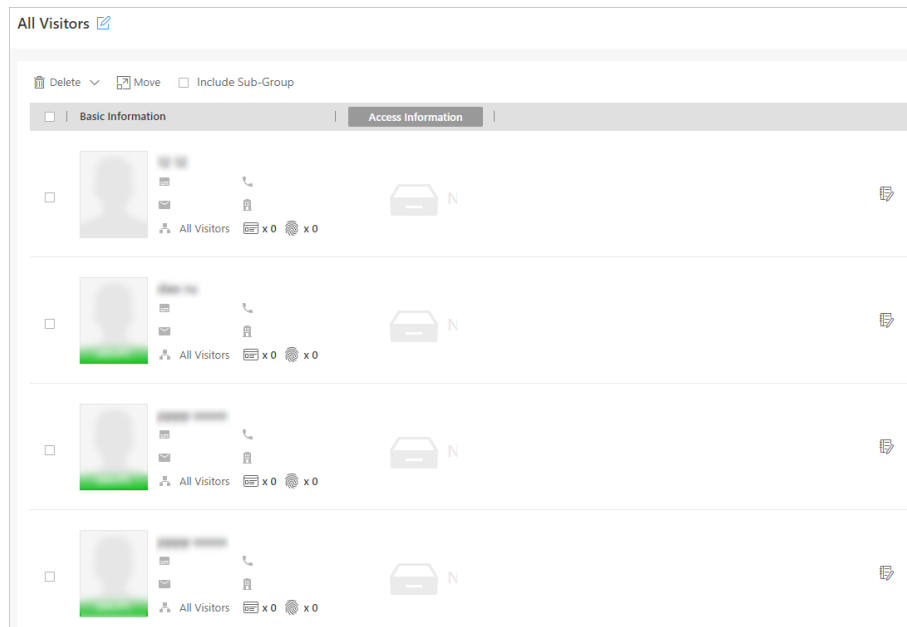 All Visitors
Delete Move Include Sub-Group
Basic Information Access Information
N
All Visitors x 0 x 0
N
All Visitors x 0 x 0
N
All Visitors x 0 x 0
N
All Visitors x 0 x 0